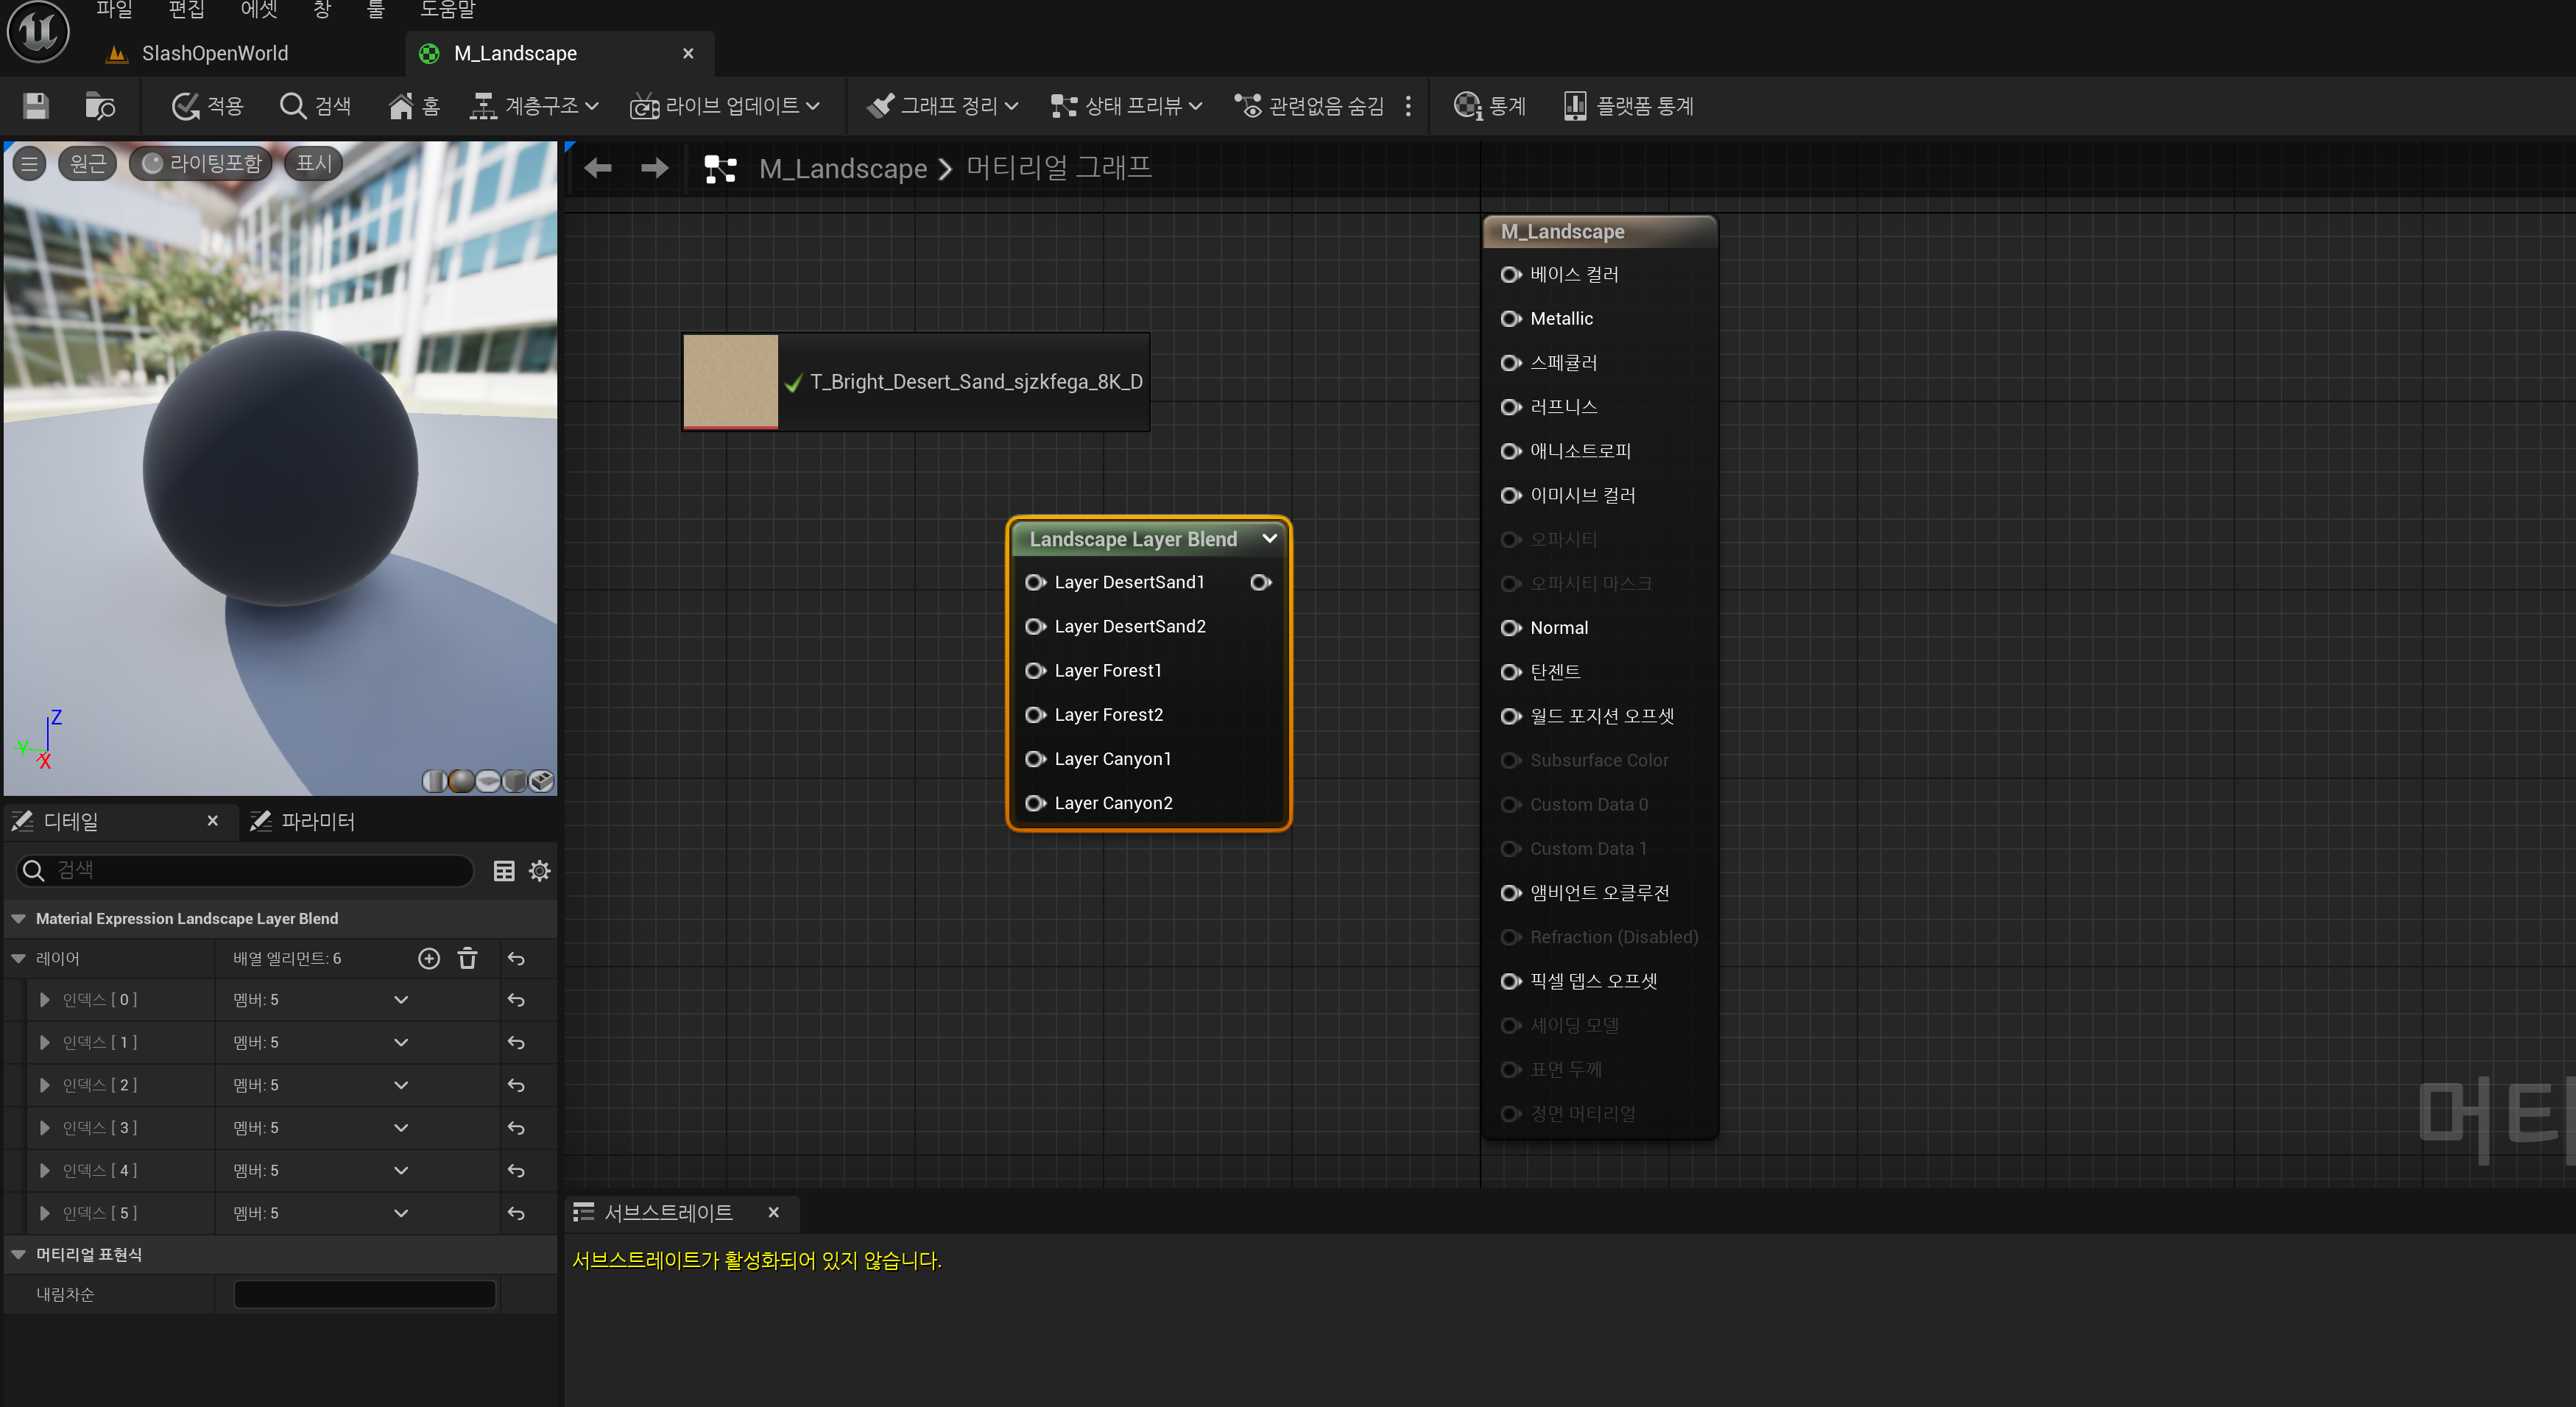 파일 편집 에셋 창 툴 도움말
SlashOpenWorld
M_Landscape
적용 검색 홈 계층구조 라이브 업데이트 그래프 정리 상태 프리뷰 관련없음 숨김 통계 플랫폼 통계
원근 라이팅포함 표시
M_Landscape 머티리얼 그래프
T_Bright_Desert_Sand_sjzkfega_8K_D
Landscape Layer Blend
Layer DesertSand1
Layer DesertSand2
Layer Forest1
Layer Forest2
Layer Canyon1
Layer Canyon2
M_Landscape
베이스 컬러
Metallic
스페큘러
러프니스
애니소트로피
이미시브 컬러
오파시티
오파시티 마스크
Normal
탄젠트
월드 포지션 오프셋
Subsurface Color
Custom Data 0
Custom Data 1
앰비언트 오클루전
Refraction (Disabled)
픽셀 뎁스 오프셋
셰이딩 모델
표면 두께
정면 머티리얼
머티
Z
Y
X
디테일
파라미터
검색
Material Expression Landscape Layer Blend
레이어 배열 엘리먼트: 6
인덱스 [ 0 ] 멤버: 5
인덱스 [ 1 ] 멤버: 5
인덱스 [ 2 ] 멤버: 5
인덱스 [ 3 ] 멤버: 5
인덱스 [ 4 ] 멤버: 5
인덱스 [ 5 ] 멤버: 5
머티리얼 표현식
내림차순
서브스트레이트
서브스트레이트가 활성화되어 있지 않습니다.